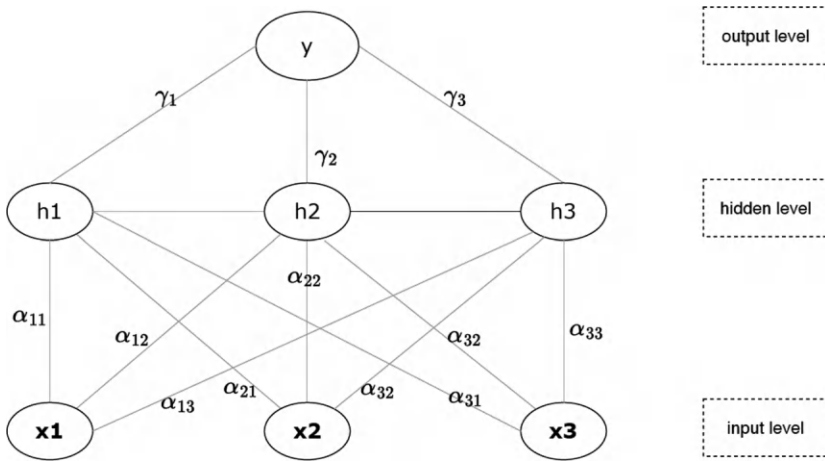 y
output level
γ1
γ3
γ2
h1
h2
h3
hidden level
α22
α11
α12
α32
α33
α13
α21
α32
α31
x1
x2
x3
input level